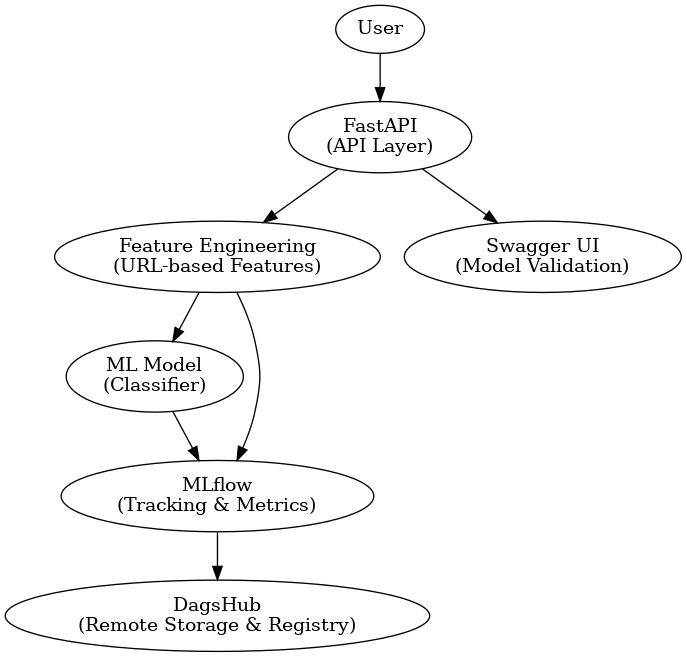 User
FastAPI
(API Layer)
Feature Engineering
(URL-based Features)
Swagger UI
(Model Validation)
ML Model
(Classifier)
MLflow
(Tracking & Metrics)
DagsHub
(Remote Storage & Registry)